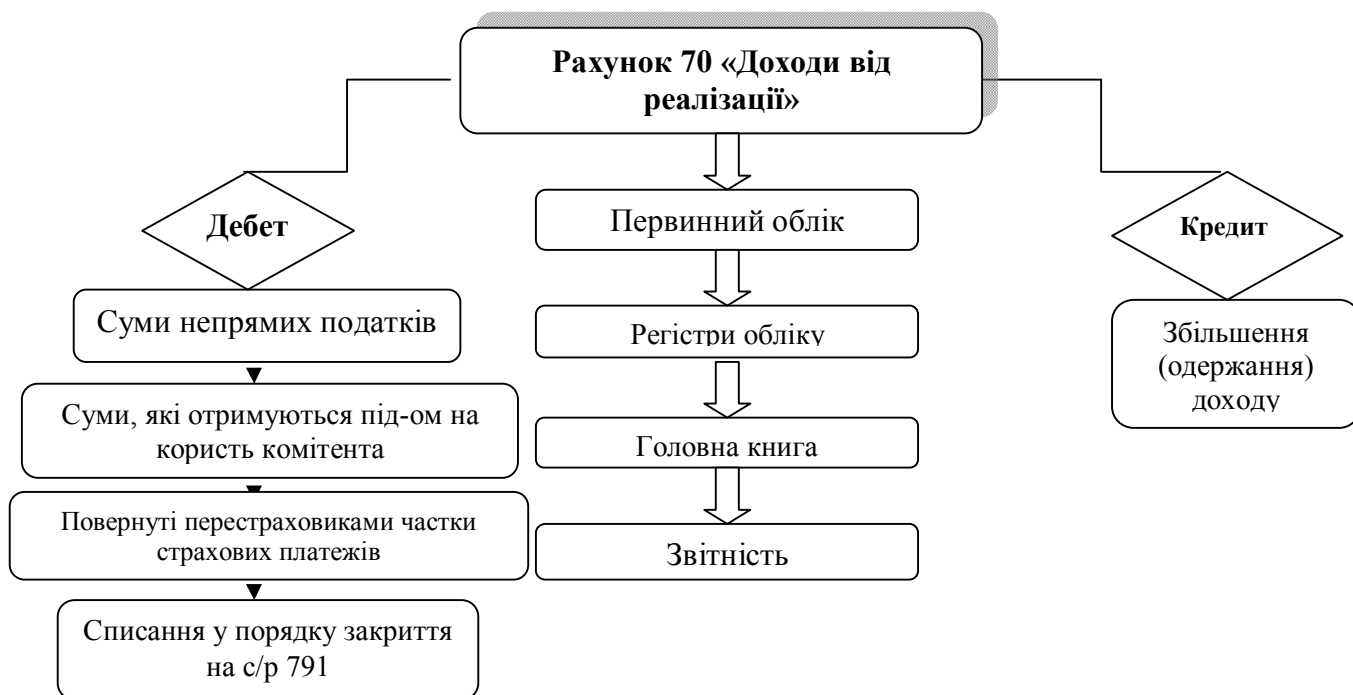 Рахунок 70 «Доходи від
реалізації»
Дебет
Суми непрямих податків
Суми, які отримуються під-ом на
користь комітента
Повернуті перестраховиками частки
страхових платежів
Списання у порядку закриття
на с/р 791
Первинний облік
Регістри обліку
Головна книга
Звітність
Кредит
Збільшення
(одержання)
доходу